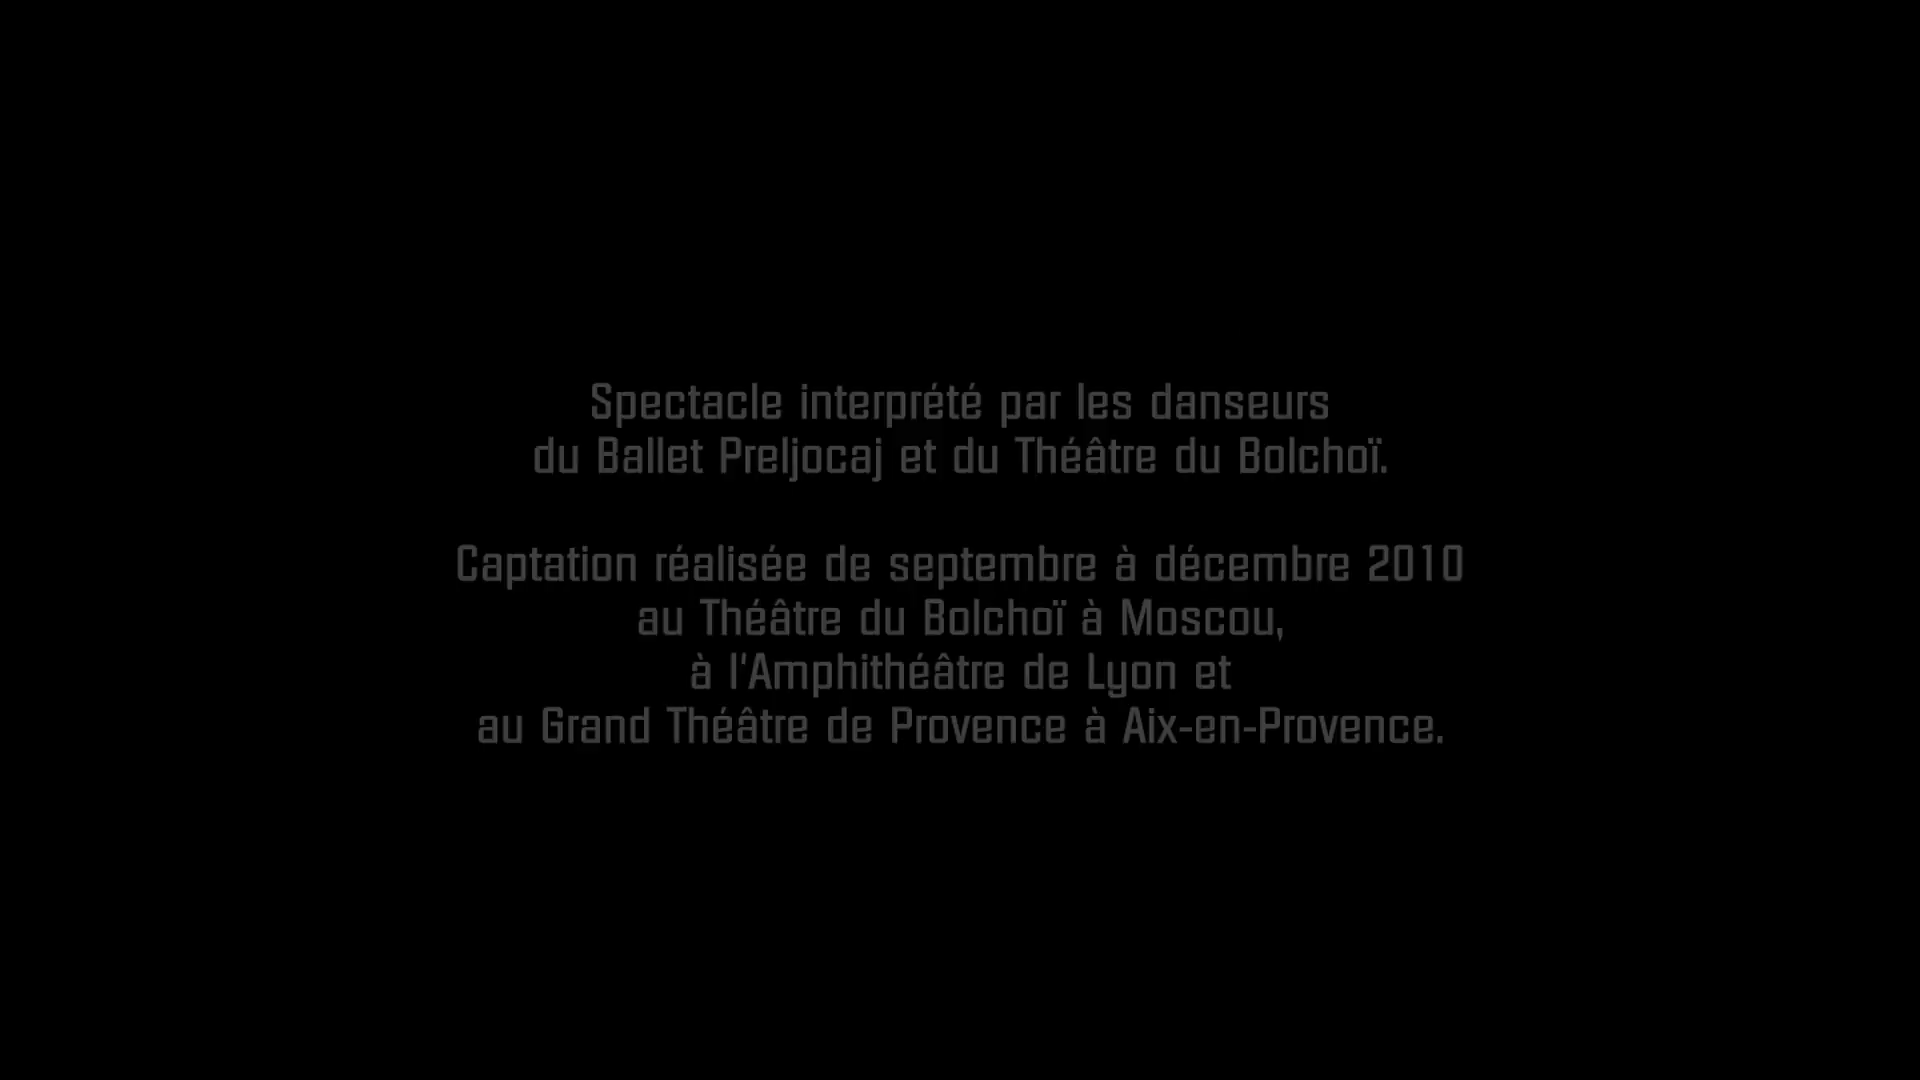 Spectacle interprété par les danseurs
du Ballet Preljocaj et du Théâtre du Bolchoï.
Captation réalisée de septembre à décembre 2010
au Théâtre du Bolchoï à Moscou,
à l'Amphithéâtre de Lyon et
au Grand Théâtre de Provence à Aix-en-Provence.